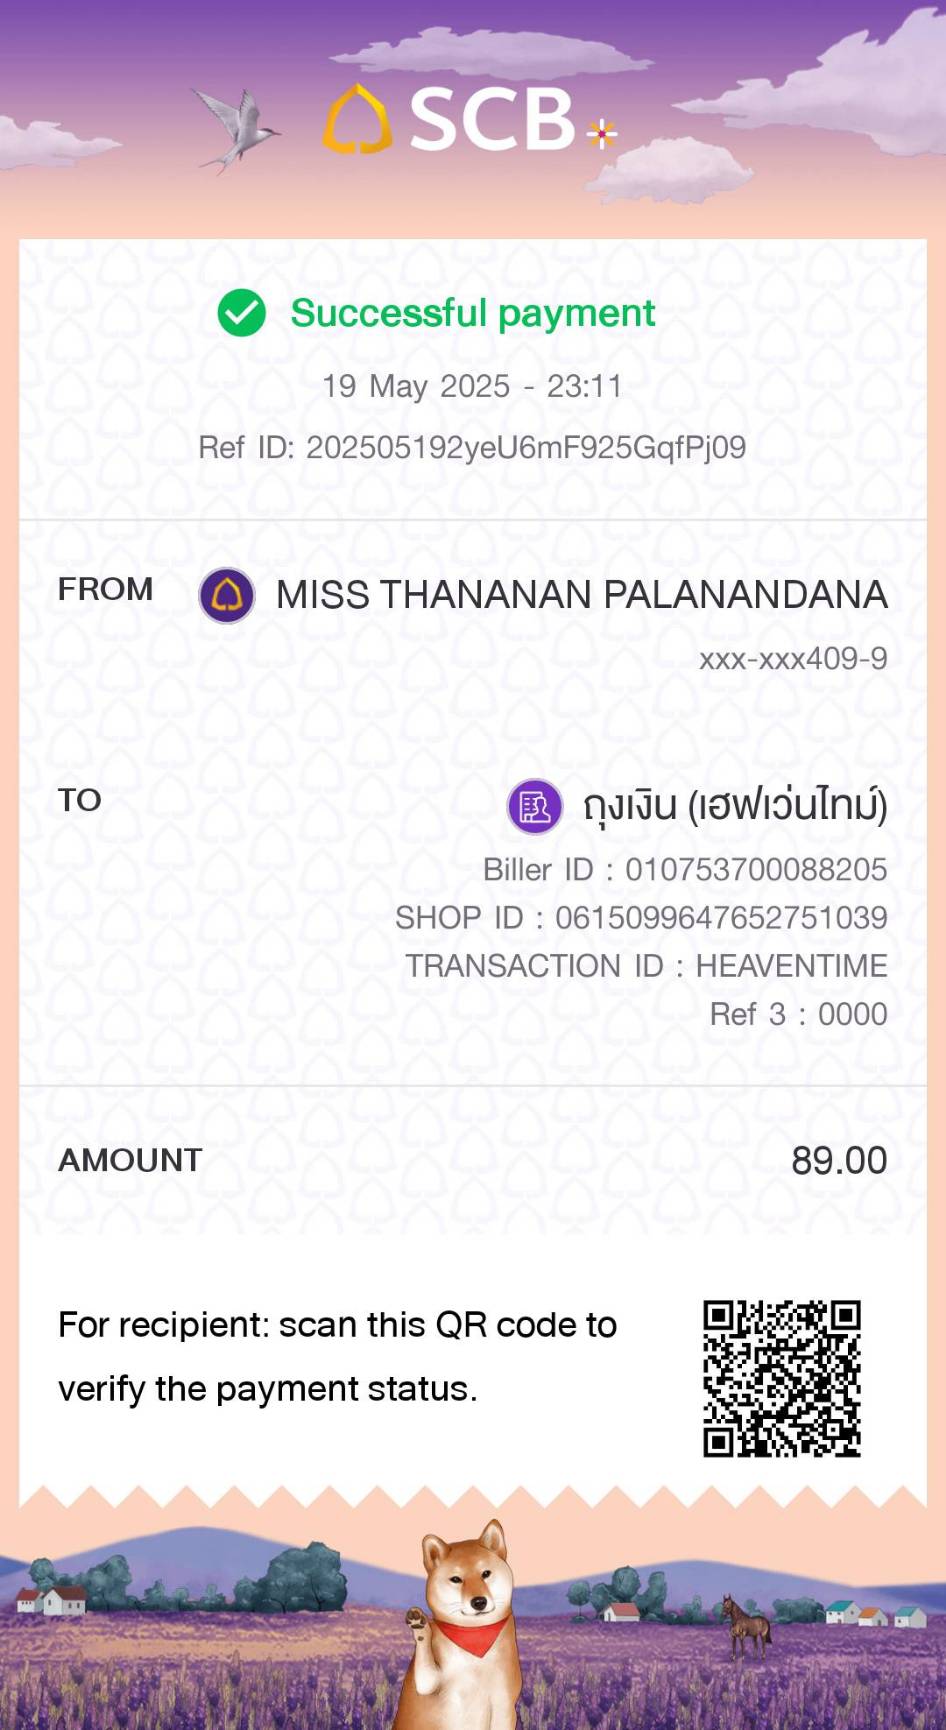 SCB
Successful payment
19 May 2025 - 23:11
Ref ID: 202505192yeU6mF925GqfPj09
FROM MISS THANANAN PALANANDANA
xxx-xxx409-9
TO ถุงเงิน (เฮฟเว่นไทม์)
Biller ID : 010753700088205
SHOP ID : 0615099647652751039
TRANSACTION ID : HEAVENTIME
Ref 3 : 0000
AMOUNT 89.00
For recipient: scan this QR code to
verify the payment status.